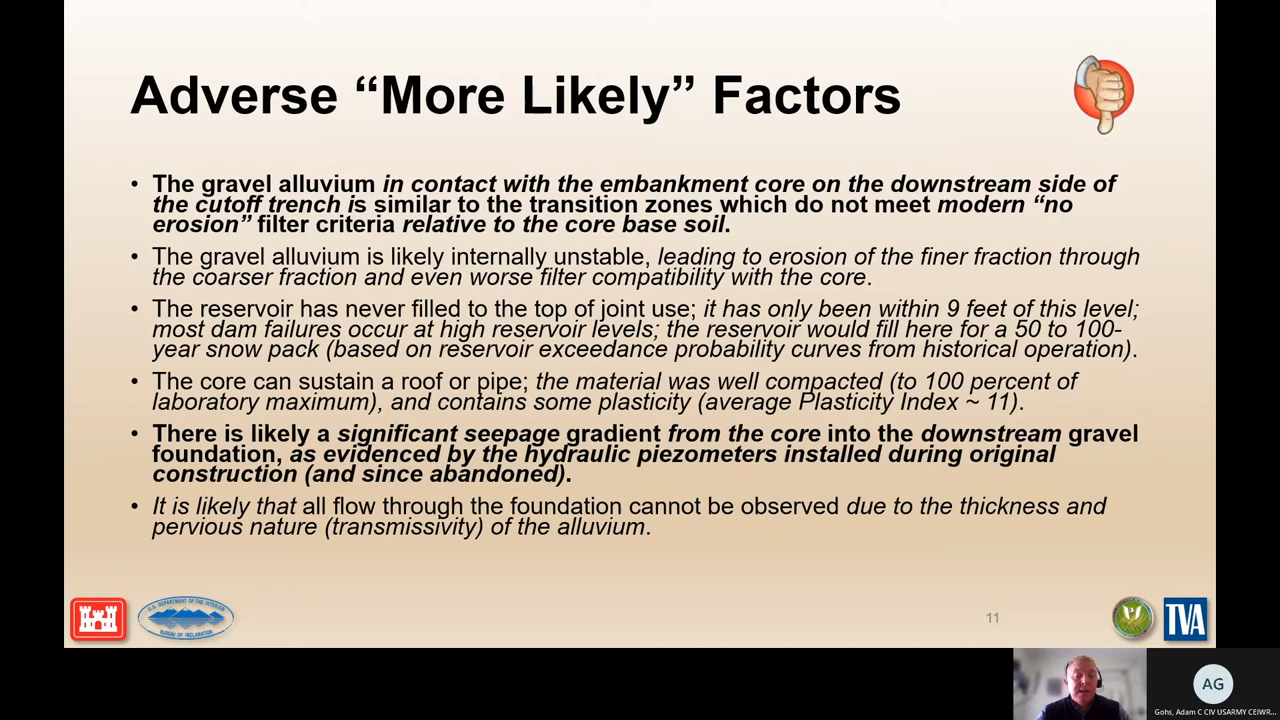 Adverse “More Likely” Factors
• The gravel alluvium in contact with the embankment core on the downstream side of
the cutoff trench is similar to the transition zones which do not meet modern “no
erosion” filter criteria relative to the core base soil.
• The gravel alluvium is likely internally unstable, leading to erosion of the finer fraction through
the coarser fraction and even worse filter compatibility with the core.
• The reservoir has never filled to the top of joint use; it has only been within 9 feet of this level;
most dam failures occur at high reservoir levels; the reservoir would fill here for a 50 to 100-
year snow pack (based on reservoir exceedance probability curves from historical operation).
• The core can sustain a roof or pipe; the material was well compacted (to 100 percent of
laboratory maximum), and contains some plasticity (average Plasticity Index ~ 11).
• There is likely a significant seepage gradient from the core into the downstream gravel
foundation, as evidenced by the hydraulic piezometers installed during original
construction (and since abandoned).
• It is likely that all flow through the foundation cannot be observed due to the thickness and
pervious nature (transmissivity) of the alluvium.
U.S. DEPARTMENT OF THE INTERIOR
BUREAU OF RECLAMATION
11
TVA
AG
Gohs, Adam C CIV USARMY CEIWR...